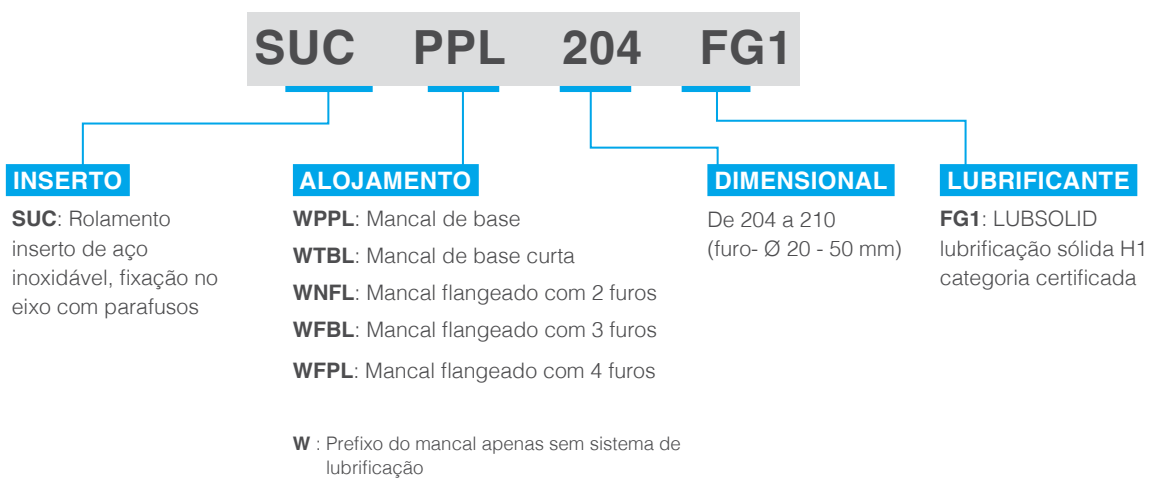 SUC PPL 204 FG1
INSERTO
SUC: Rolamento
inserto de aço
inoxidável, fixação no
eixo com parafusos
ALOJAMENTO
WPPL: Mancal de base
WTBL: Mancal de base curta
WNFL: Mancal flangeado com 2 furos
WFBL: Mancal flangeado com 3 furos
WFPL: Mancal flangeado com 4 furos
W : Prefixo do mancal apenas sem sistema de
lubrificação
DIMENSIONAL
De 204 a 210
(furo- Ø 20 - 50 mm)
LUBRIFICANTE
FG1: LUBSOLID
lubrificação sólida H1
categoria certificada